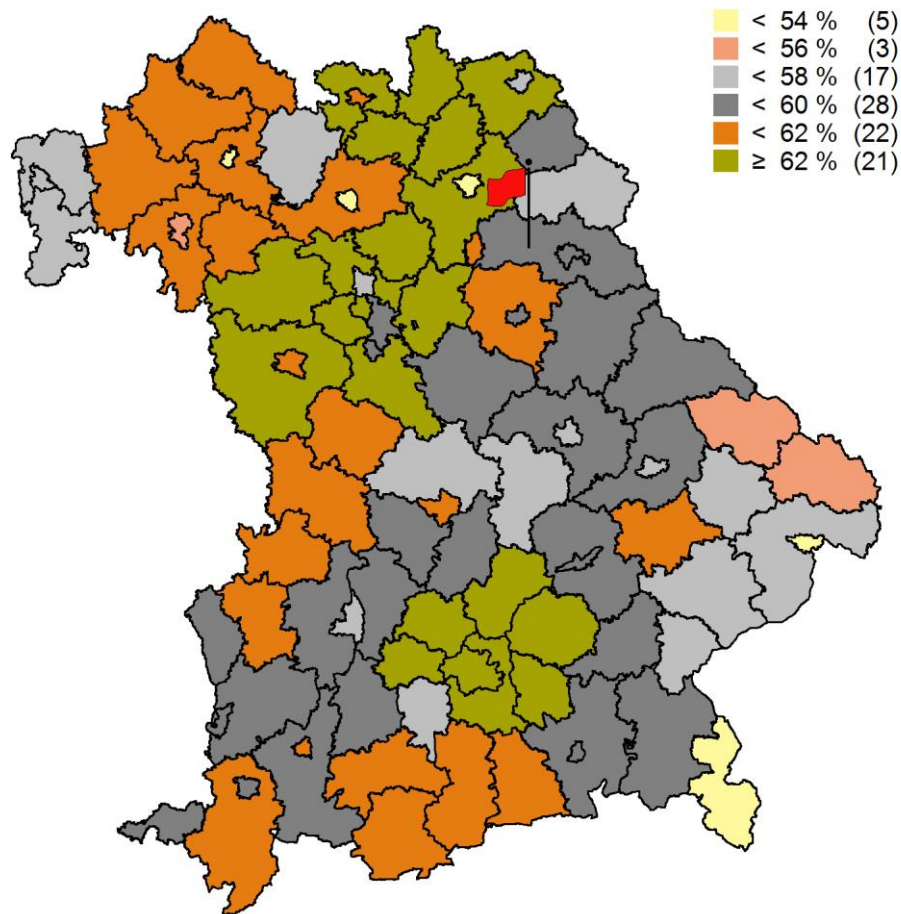 < 54 % (5)
< 56 % (3)
< 58 % (17)
< 60 % (28)
< 62 % (22)
≥ 62 % (21)